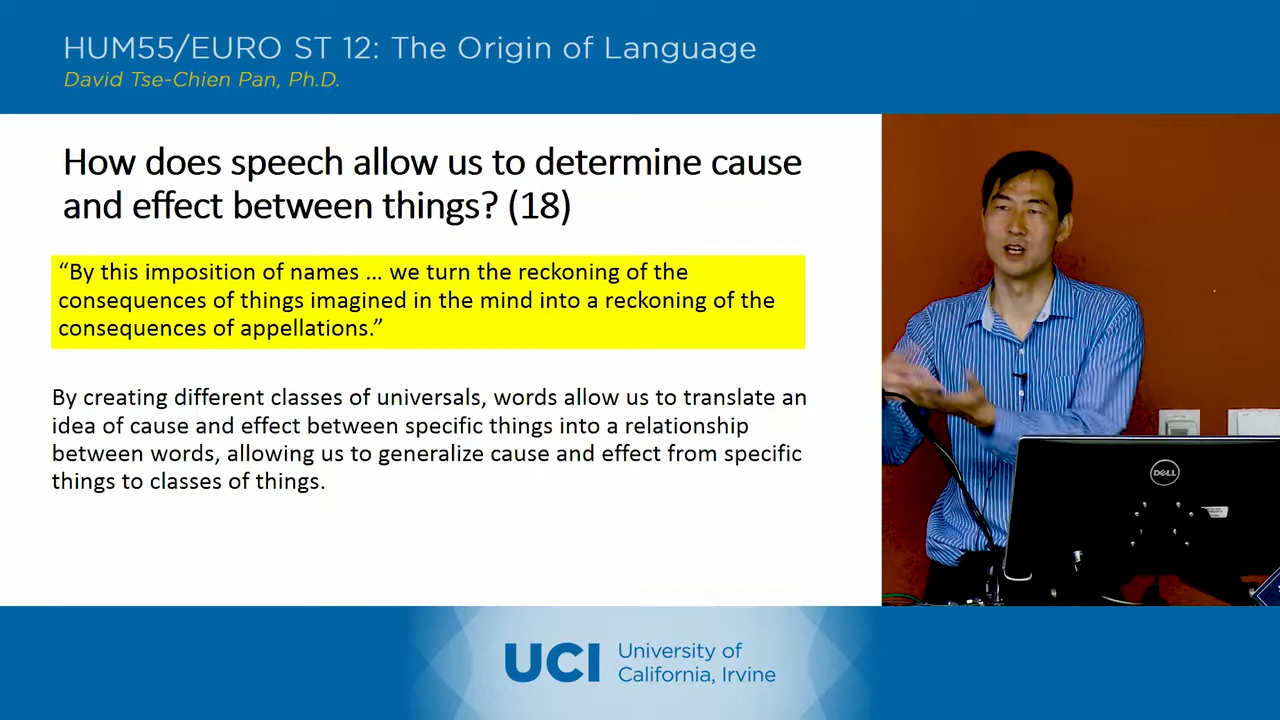 HUM55/EURO ST 12: The Origin of Language
David Tse-Chien Pan, Ph.D.
How does speech allow us to determine cause
and effect between things? (18)
“By this imposition of names ... we turn the reckoning of the
consequences of things imagined in the mind into a reckoning of the
consequences of appellations.”
By creating different classes of universals, words allow us to translate an
idea of cause and effect between specific things into a relationship
between words, allowing us to generalize cause and effect from specific
things to classes of things.
DELL
UCI
University of
California, Irvine